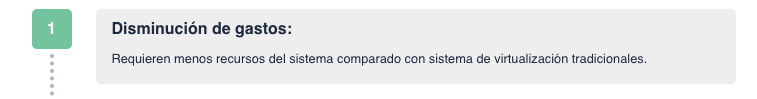 1
Disminución de gastos:
Requieren menos recursos del sistema comparado con sistema de virtualización tradicionales.